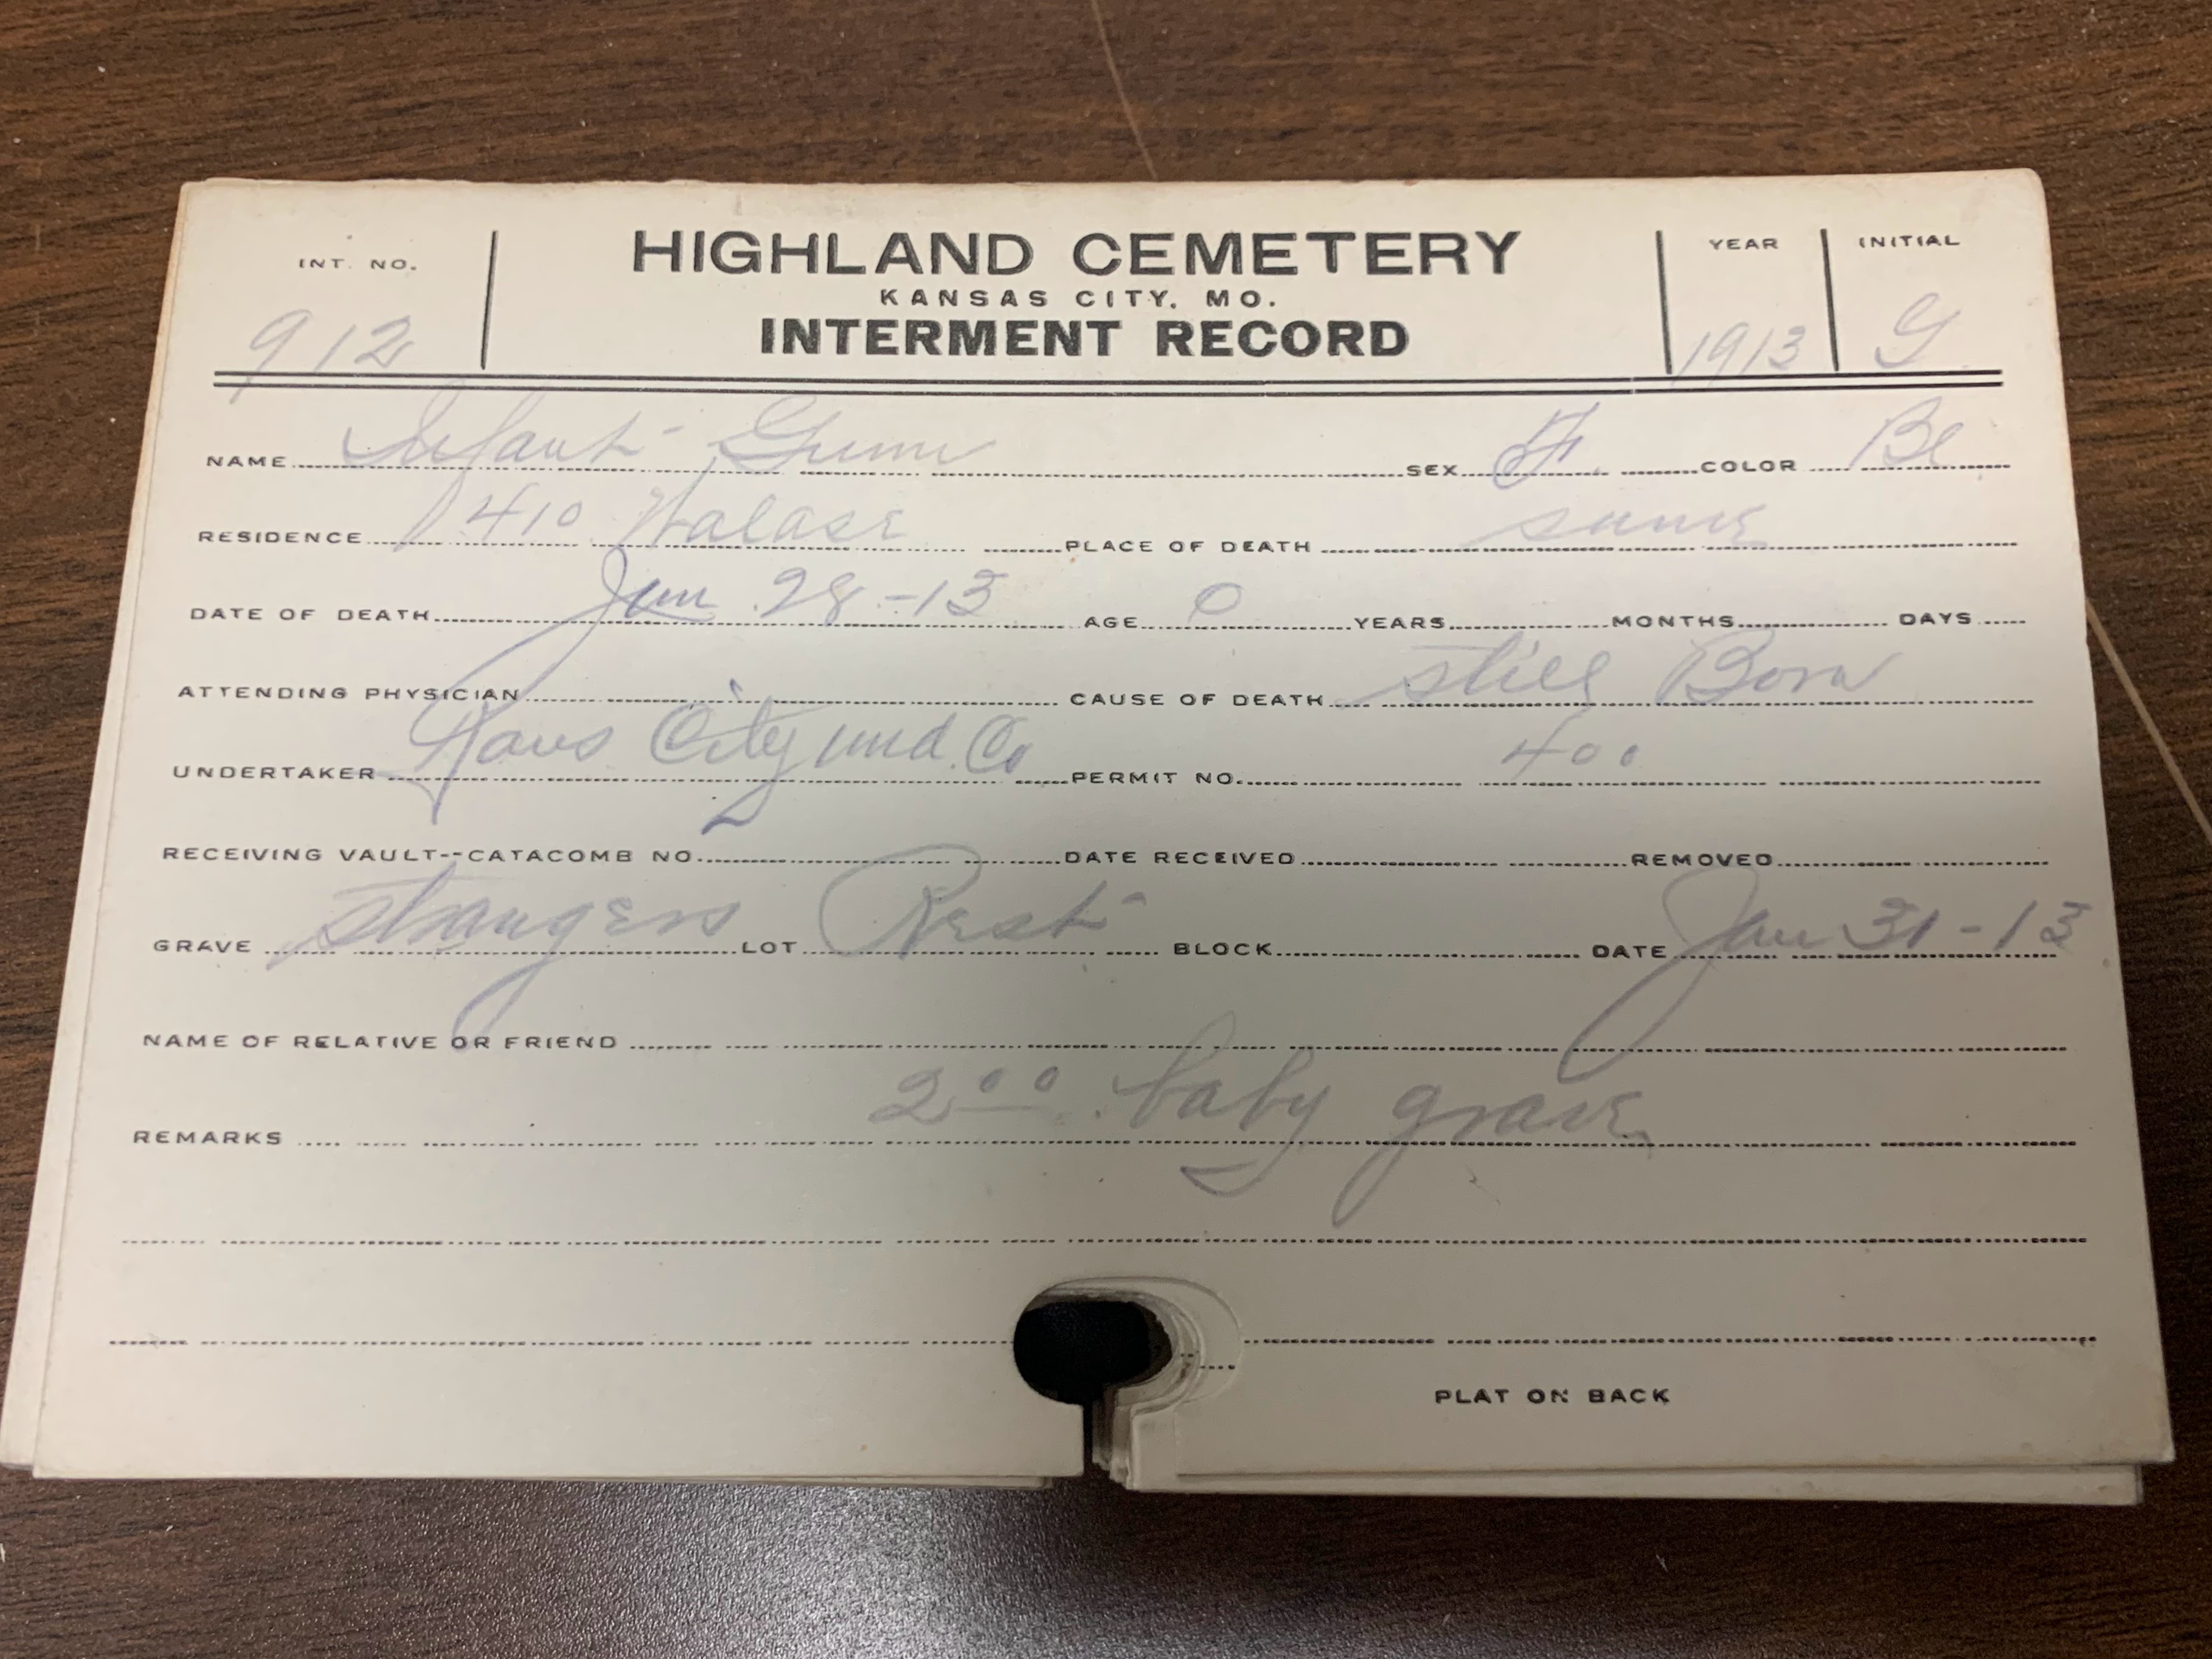 INT. NO. HIGHLAND CEMETERY YEAR INITIAL
KANSAS CITY, MO.
912 INTERMENT RECORD 1913 G
NAME Infant Gunn SEX F. COLOR Bl
RESIDENCE 1410 Walase PLACE OF DEATH same
DATE OF DEATH Jan 28-13 AGE 0 YEARS MONTHS DAYS
ATTENDING PHYSICIAN CAUSE OF DEATH still Born
UNDERTAKER Kans City und. Co PERMIT NO. 400
RECEIVING VAULT--CATACOMB NO. DATE RECEIVED REMOVED
GRAVE strangers LOT Rest BLOCK DATE Jan 31-13
NAME OF RELATIVE OR FRIEND
REMARKS 2 00 baby grave
PLAT ON BACK